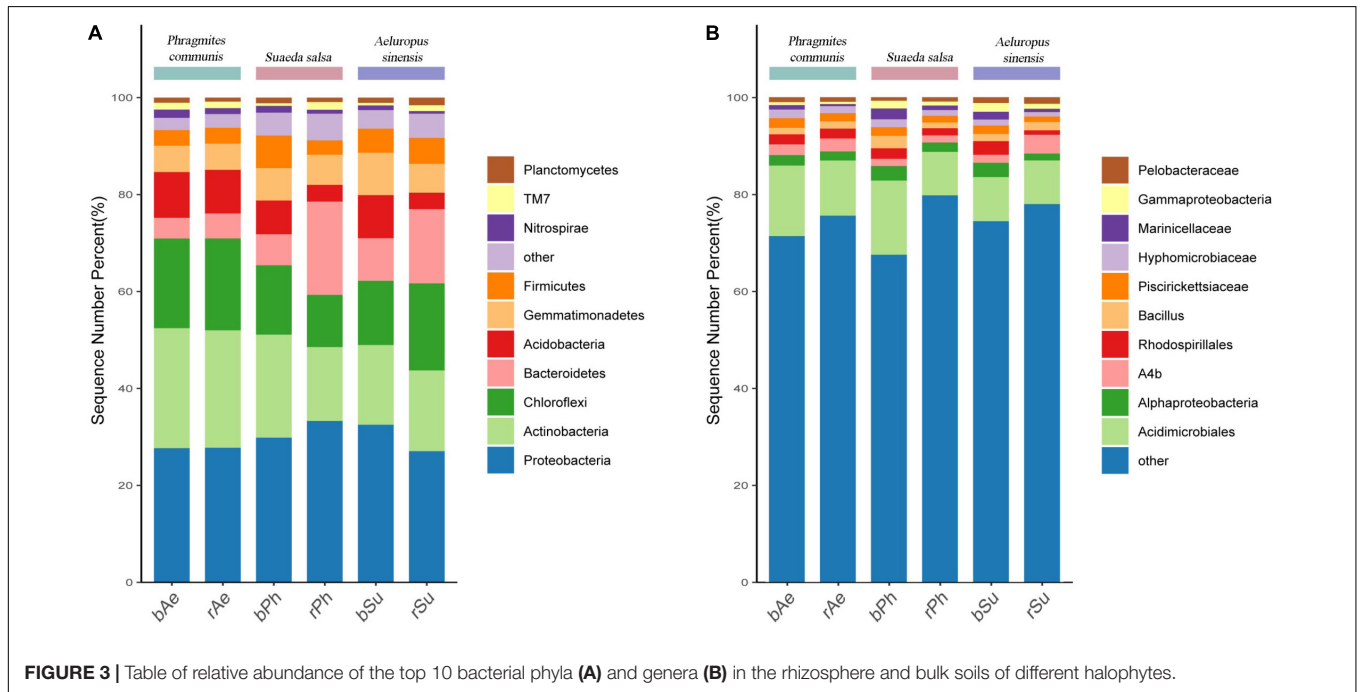 A
Phragmites
communis
Suaeda salsa
Aeluropus
sinensis
Sequence Number Percent(%)
100
80
60
40
20
0
bAe
rAe
bPh
rPh
bSu
rSu
Planctomycetes
TM7
Nitrospirae
other
Firmicutes
Gemmatimonadetes
Acidobacteria
Bacteroidetes
Chloroflexi
Actinobacteria
Proteobacteria
B
Phragmites
communis
Suaeda salsa
Aeluropus
sinensis
Sequence Number Percent(%)
100
80
60
40
20
0
bAe
rAe
bPh
rPh
bSu
rSu
Pelobacteraceae
Gammaproteobacteria
Marinicellaceae
Hyphomicrobiaceae
Piscirickettsiaceae
Bacillus
Rhodospirillales
A4b
Alphaproteobacteria
Acidimicrobiales
other
FIGURE 3 | Table of relative abundance of the top 10 bacterial phyla (A) and genera (B) in the rhizosphere and bulk soils of different halophytes.